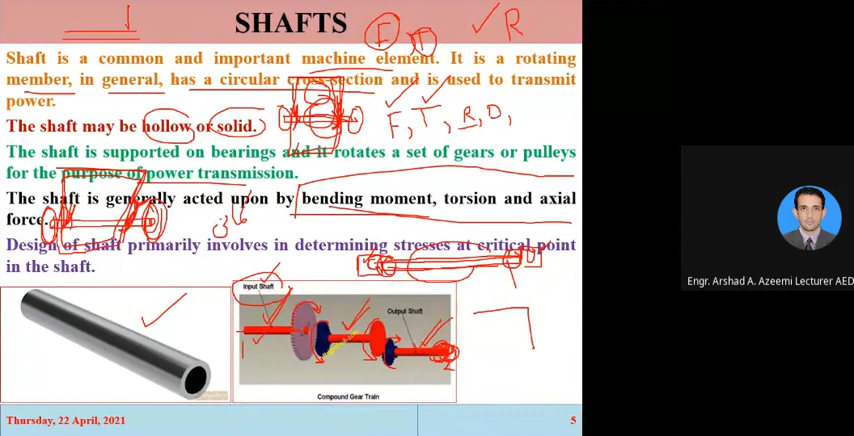 SHAFTS
F, T
R
Shaft is a common and important machine element. It is a rotating
member, in general, has a circular cross-section and is used to transmit
power.
F, T, R, D,
The shaft may be hollow or solid.
The shaft is supported on bearings and it rotates a set of gears or pulleys
for the purpose of power transmission.
The shaft is generally acted upon by bending moment, torsion and axial
force.
Design of shaft primarily involves in determining stresses at critical point
in the shaft.
Input Shaft
Output Shaft
1
2
Compound Gear Train
Thursday, 22 April, 2021
5
Engr. Arshad A. Azeemi Lecturer AED